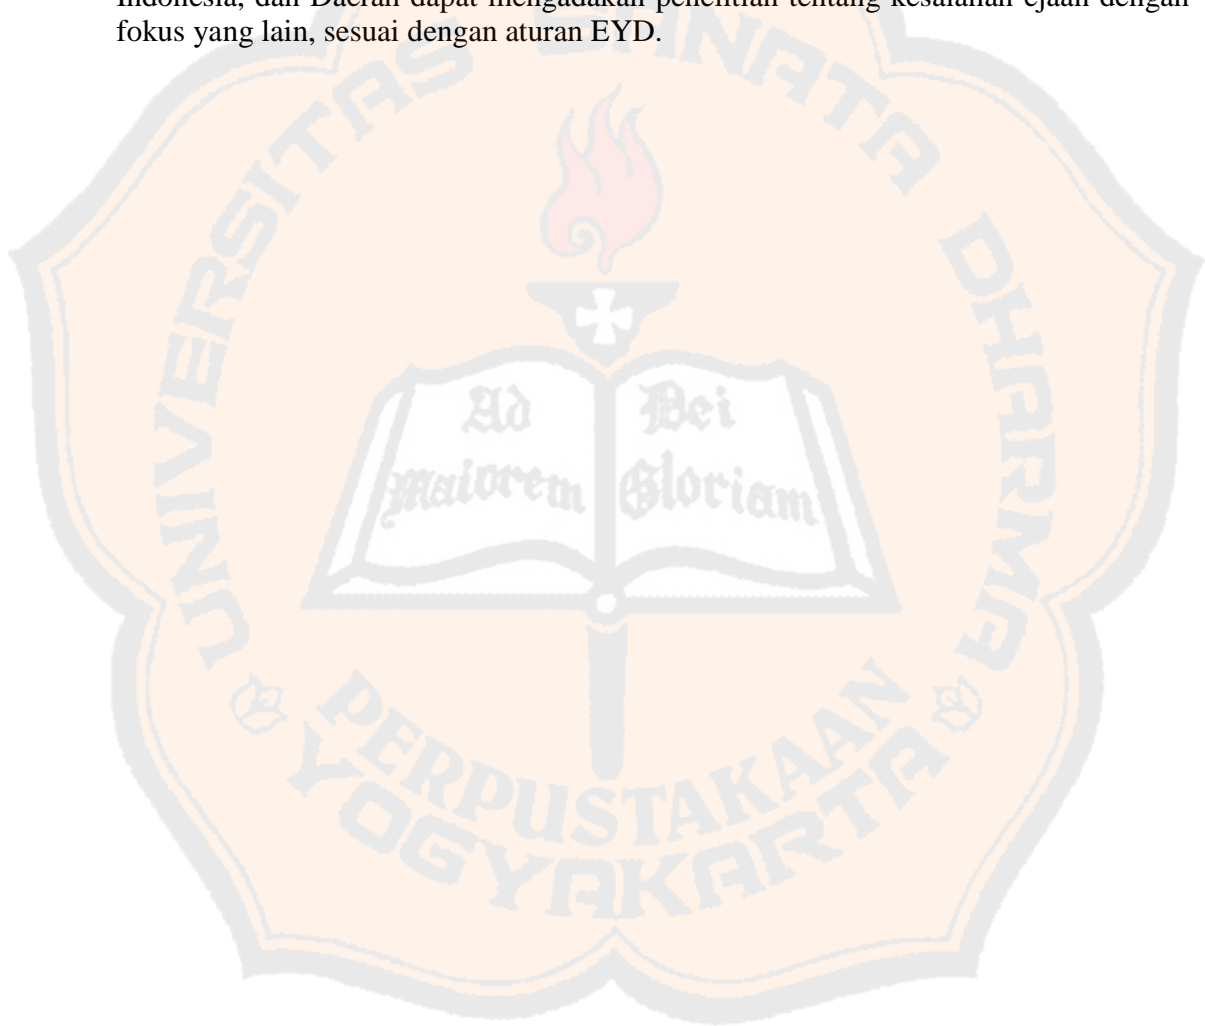 Indonesia, dan Daerah dapat mengadakan penelitian tentang kesalahan ejaan dengan
fokus yang lain, sesuai dengan aturan EYD.
UNIVERSITAS SANATA DHARMA
Ad
Dei
Maiorem
Gloriam
PERPUSTAKAAN
YOGYAKARTA